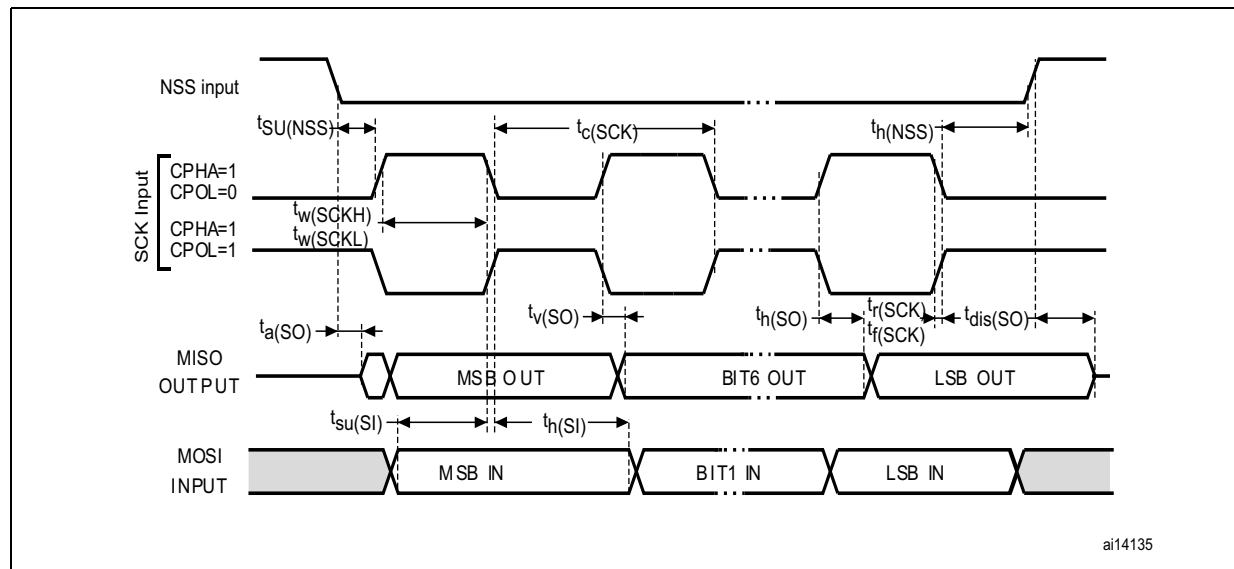 NSS input
tSU(NSS)
tc(SCK)
th(NSS)
SCK Input
CPHA=1
CPOL=0
tw(SCKH)
tw(SCKL)
CPHA=1
CPOL=1
ta(SO)
tv(SO)
th(SO)
tr(SCK)
tf(SCK)
tdis(SO)
MISO
OUTPUT
MSB OUT
BIT6 OUT
LSB OUT
tsu(SI)
th(SI)
MOSI
INPUT
MSB IN
BIT1 IN
LSB IN
ai14135